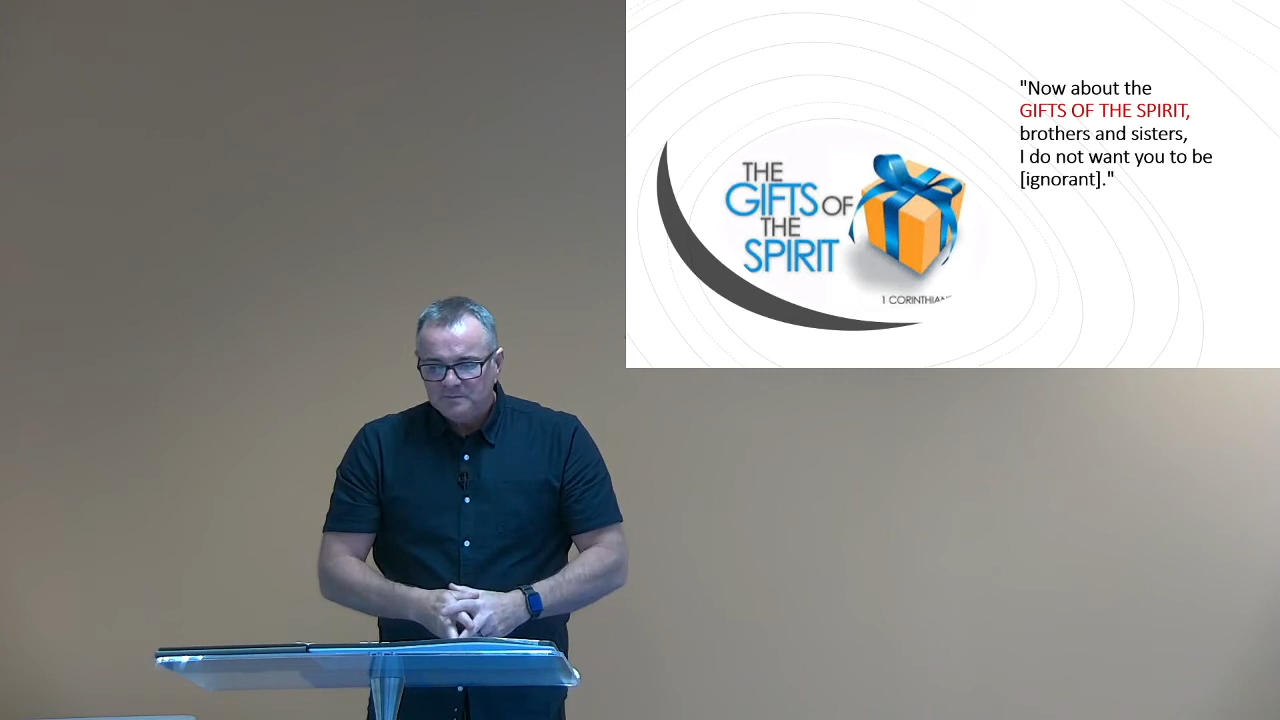 THE
GIFTS OF
THE
SPIRIT
"Now about the
GIFTS OF THE SPIRIT,
brothers and sisters,
I do not want you to be
[ignorant]."